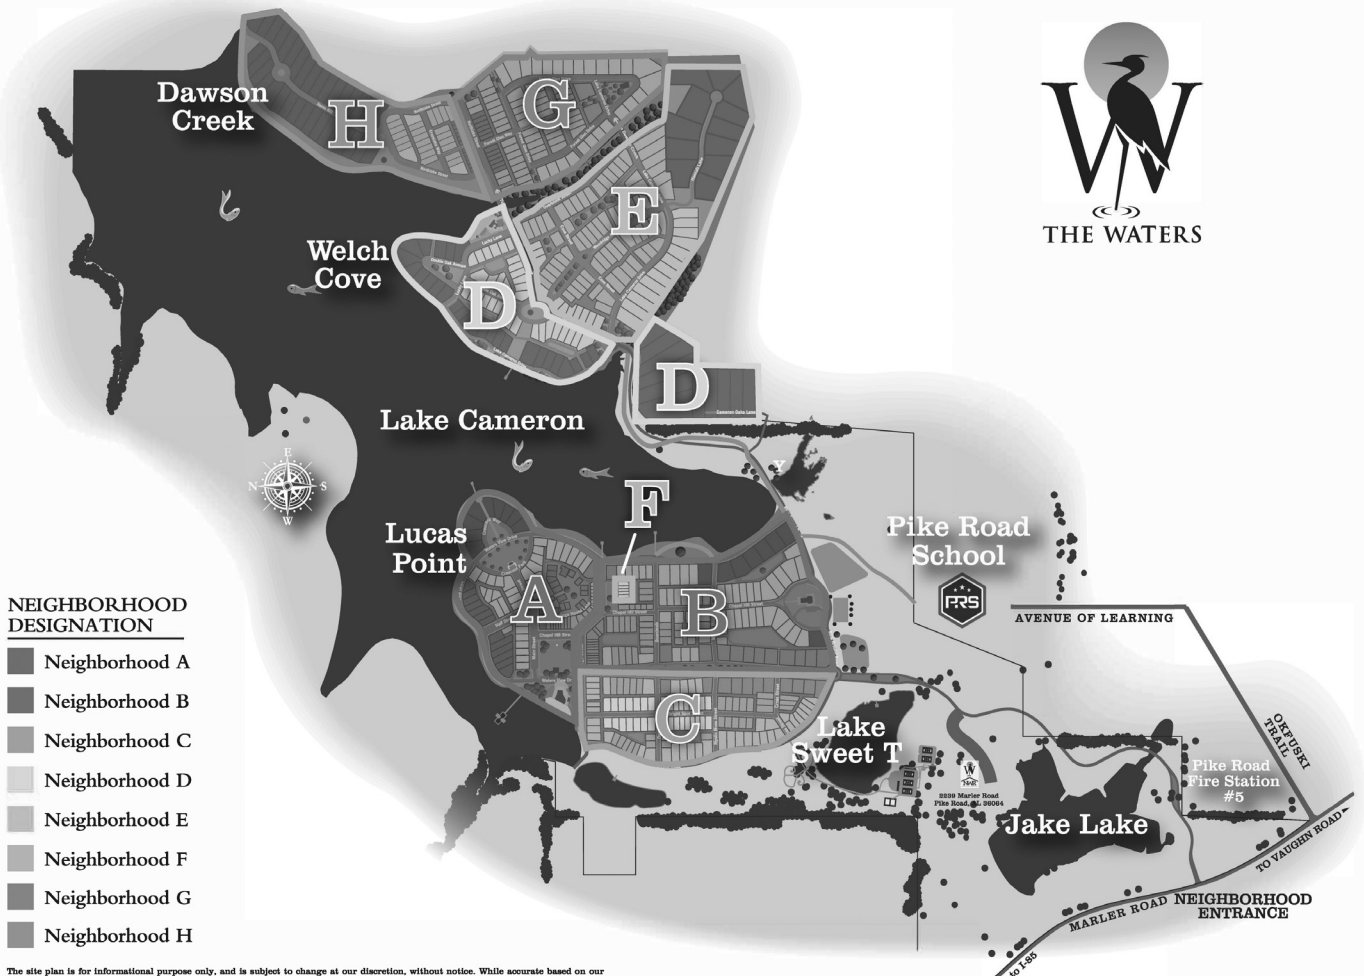 W
THE WATERS
Dawson
Creek
H
G
E
Welch
Cove
D
D
Cameron Oaks Lane
Y
Lake Cameron
E
N
S
W
F
Lucas
Point
A
B
C
Pike Road
School
PRS
AVENUE OF LEARNING
OKFUSKI
TRAIL
Lake
Sweet T
W
2239 Marler Road
Pike Road, AL 36064
Jake Lake
Pike Road
Fire Station
#5
TO VAUGHN ROAD
NEIGHBORHOOD
ENTRANCE
MARLER ROAD
to I-85
NEIGHBORHOOD
DESIGNATION
Neighborhood A
Neighborhood B
Neighborhood C
Neighborhood D
Neighborhood E
Neighborhood F
Neighborhood G
Neighborhood H
The site plan is for informational purpose only, and is subject to change at our discretion, without notice. While accurate based on our